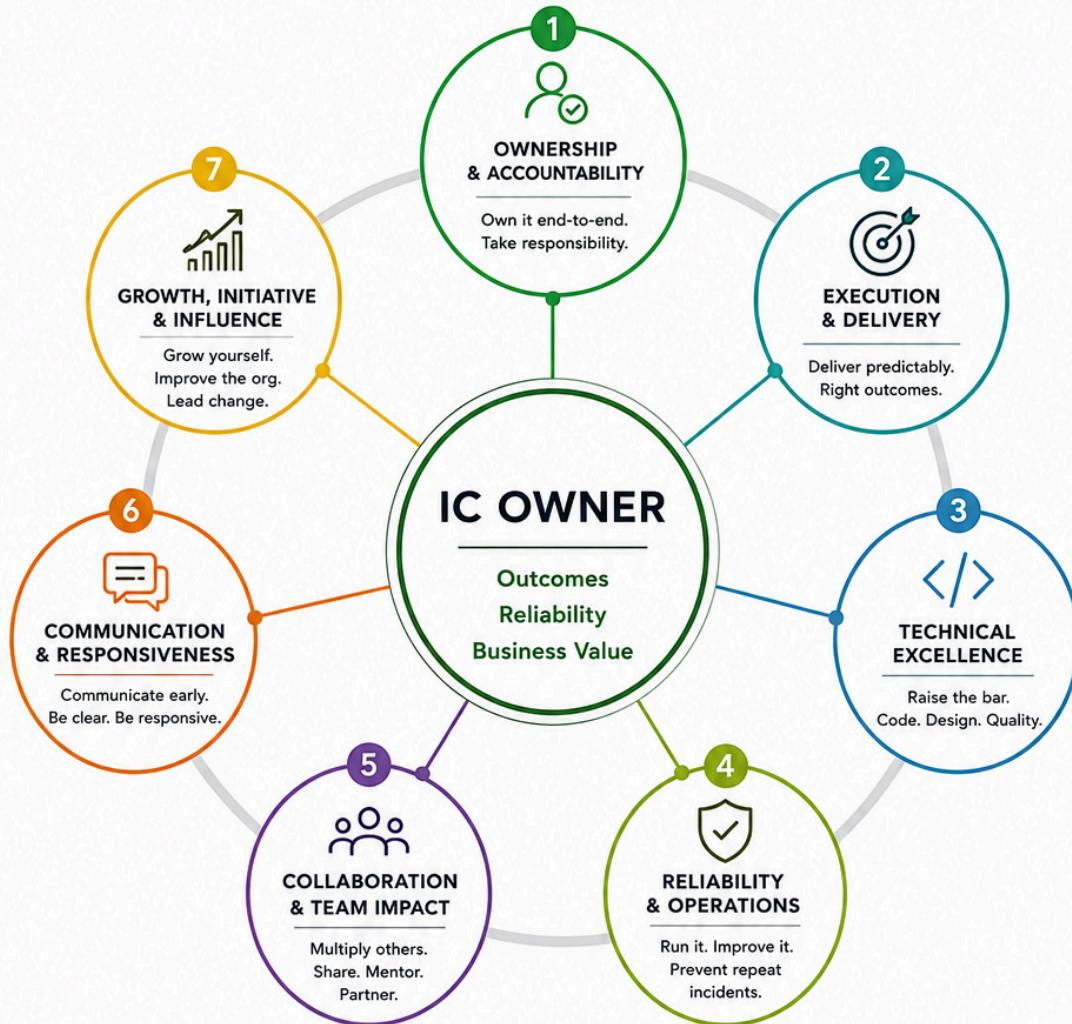 1
OWNERSHIP
& ACCOUNTABILITY
Own it end-to-end.
Take responsibility.
2
EXECUTION
& DELIVERY
Deliver predictably.
Right outcomes.
3
TECHNICAL
EXCELLENCE
Raise the bar.
Code. Design. Quality.
4
RELIABILITY
& OPERATIONS
Run it. Improve it.
Prevent repeat
incidents.
5
COLLABORATION
& TEAM IMPACT
Multiply others.
Share. Mentor.
Partner.
6
COMMUNICATION
& RESPONSIVENESS
Communicate early.
Be clear. Be responsive.
7
GROWTH, INITIATIVE
& INFLUENCE
Grow yourself.
Improve the org.
Lead change.
IC OWNER
Outcomes
Reliability
Business Value